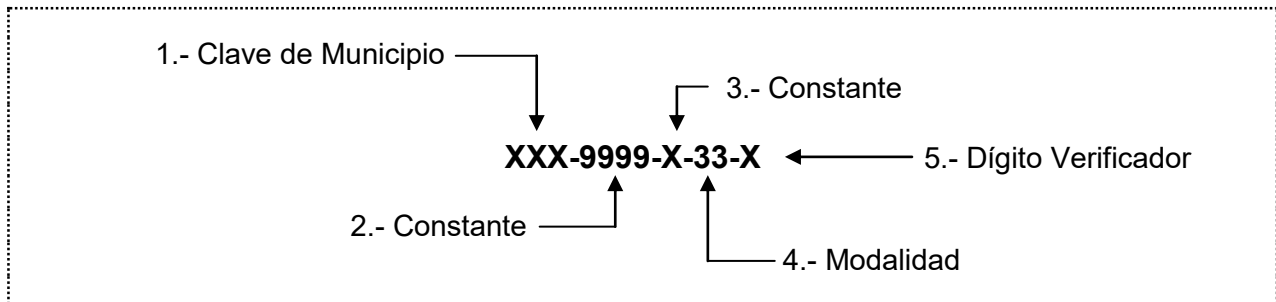 1.- Clave de Municipio
3.- Constante
XXX-9999-X-33-X
5.- Dígito Verificador
2.- Constante
4.- Modalidad